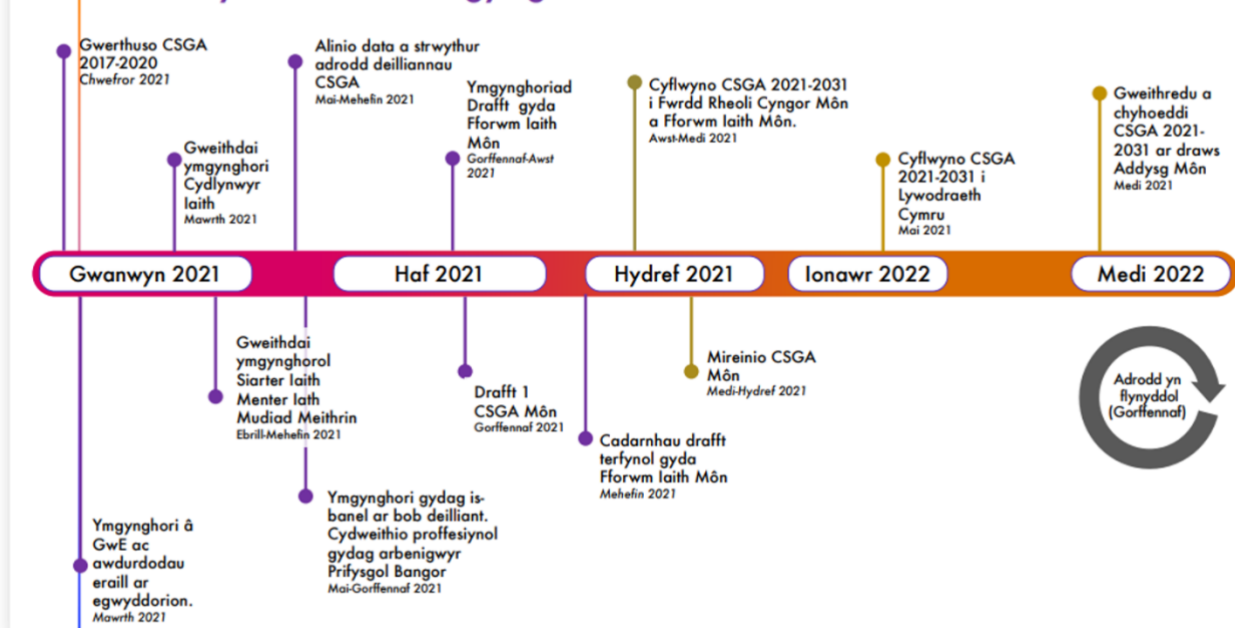 Gwerthuso CSGA
2017-2020
Chwefror 2021
Alinio data a strwythur
adrodd deilliannau
CSGA
Mai-Mehefin 2021
Ymgynghoriad
Drafft gyda
Fforwm Iaith
Môn
Gorffennaf-Awst
2021
Cyflwyno CSGA 2021-2031
i Fwrdd Rheoli Cyngor Môn
a Fforwm Iaith Môn.
Awst-Medi 2021
Gweithredu a
chyhoeddi
CSGA 2021-
2031 ar draws
Addysg Môn
Medi 2021
Gweithdai
ymgynghori
Cydlynwyr
Iaith
Mawrth 2021
Cyflwyno CSGA
2021-2031 i
Lywodraeth
Cymru
Mai 2021
Gwanwyn 2021
Haf 2021
Hydref 2021
Ionawr 2022
Medi 2022
Gweithdai
ymgynghorol
Siarter Iaith
Menter Iath
Mudiad Meithrin
Ebrill-Mehefin 2021
Drafft 1
CSGA Môn
Gorffennaf 2021
Mireinio CSGA
Môn
Medi-Hydref 2021
Adrodd yn
flynyddol
(Gorffennaf)
Cadarnhau drafft
terfynol gyda
Fforwm Iaith Môn
Mehefin 2021
Ymgynghori gydag is-
banel ar bob deilliant.
Cydweithio proffesiynol
gydag arbenigwyr
Prifysgol Bangor
Mai-Gorffennaf 2021
Ymgynghori â
GwE ac
awdurdodau
eraill ar
egwyddorion.
Mawrth 2021